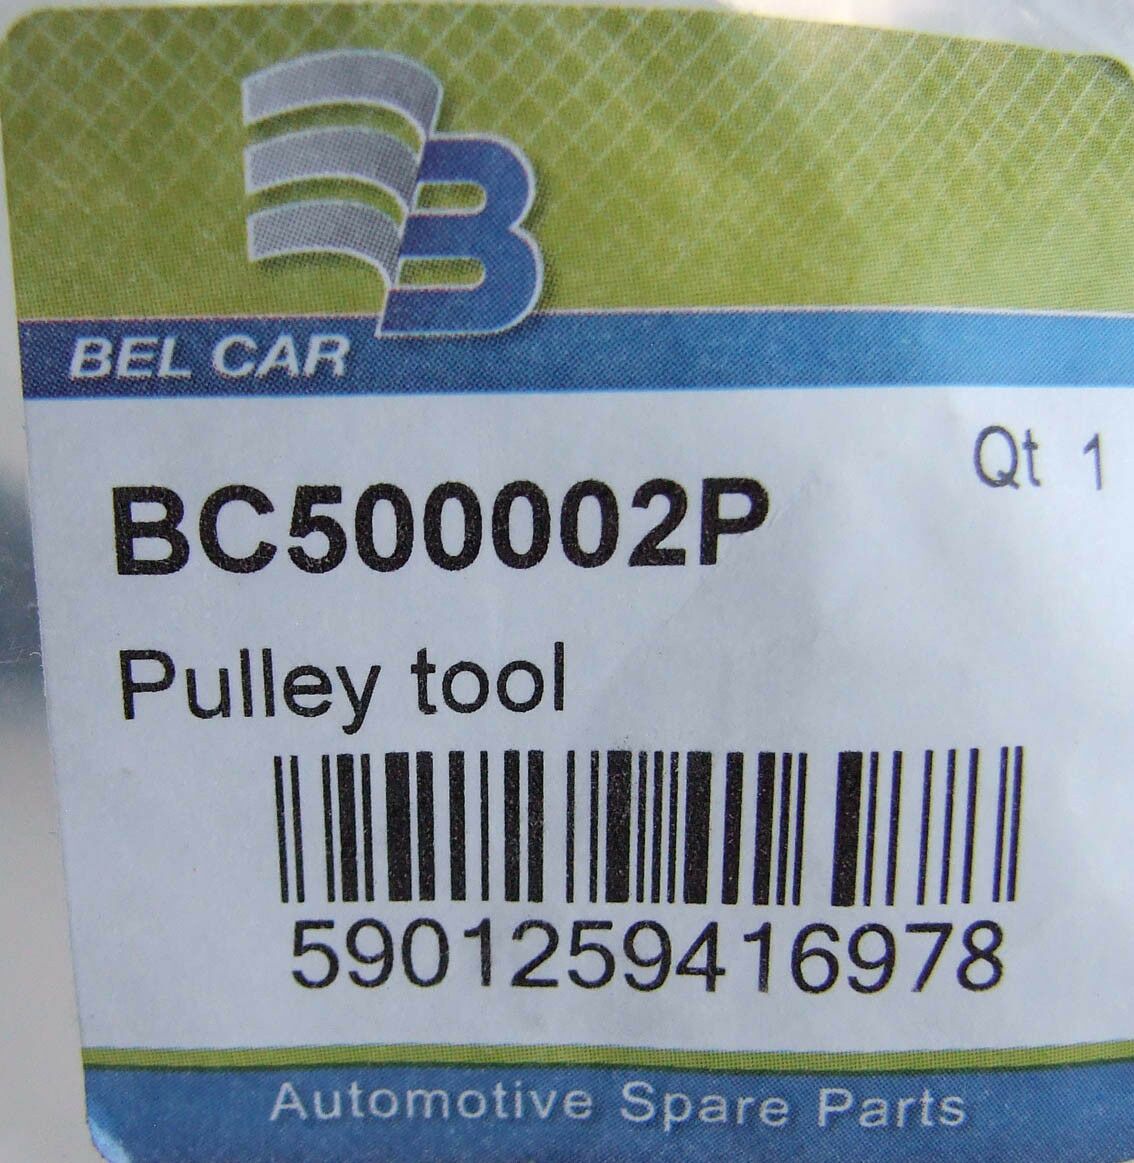 B
BEL CAR
Qt 1
BC500002P
Pulley tool
5901259416978
Automotive Spare Parts